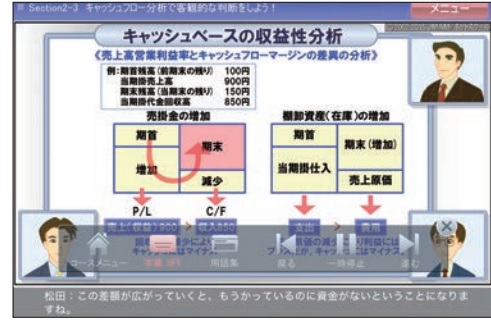 Section2-3 キャッシュフロー分析で客観的な判断をしよう!
メニュー
キャッシュベースの収益性分析
《売上高営業利益率とキャッシュフローマージンの差異の分析》
例:期首残高(前期末の残り) 100円
当期掛売上高 900円
期末残高(当期末の残り) 150円
当期掛代金回収高 850円
売掛金の増加
棚卸資産(在庫)の増加
期首
期末
増加
減少
期首
期末(増加)
当期掛仕入
売上原価
P/L
C/F
売上(収益)900 > 収入850
支出 > 費用
コースメニュー
字幕
用語集
戻る
一時停止
進む
松田:この差額が広がっていくと、もうかっているのに資金がないということになりま
すね。